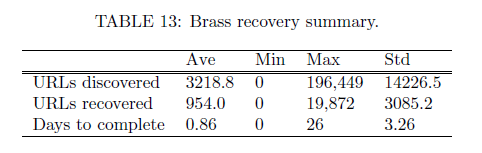 TABLE 13: Brass recovery summary.
Ave Min Max Std
URLs discovered 3218.8 0 196,449 14226.5
URLs recovered 954.0 0 19,872 3085.2
Days to complete 0.86 0 26 3.26